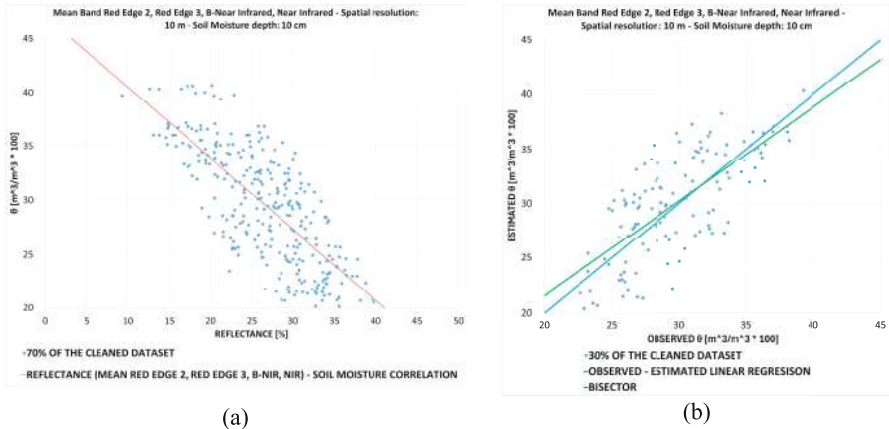 Mean Band Red Edge 2, Red Edge 3, B-Near Infrared, Near Infrared - Spatial resolution:
10 m - Soil Moisture depth: 10 cm
45
40
35
30
25
20
θ [m^3/m^3 * 100]
0 5 10 15 20 25 30 35 40 45 50
REFLECTANCE [%]
70% OF THE CLEANED DATASET
REFLECTANCE (MEAN RED EDGE 2, RED EDGE 3, B-NIR, NIR) - SOIL MOISTURE CORRELATION
(a)
Mean Band Red Edge 2, Red Edge 3, B-Near Infrared, Near Infrared -
Spatial resolution: 10 m - Soil Moisture depth: 10 cm
45
40
35
30
25
20
ESTIMATED θ [m^3/m^3 * 100]
20 25 30 35 40 45
OBSERVED θ [m^3/m^3 * 100]
30% OF THE CLEANED DATASET
OBSERVED - ESTIMATED LINEAR REGRESISON
BISECTOR
(b)